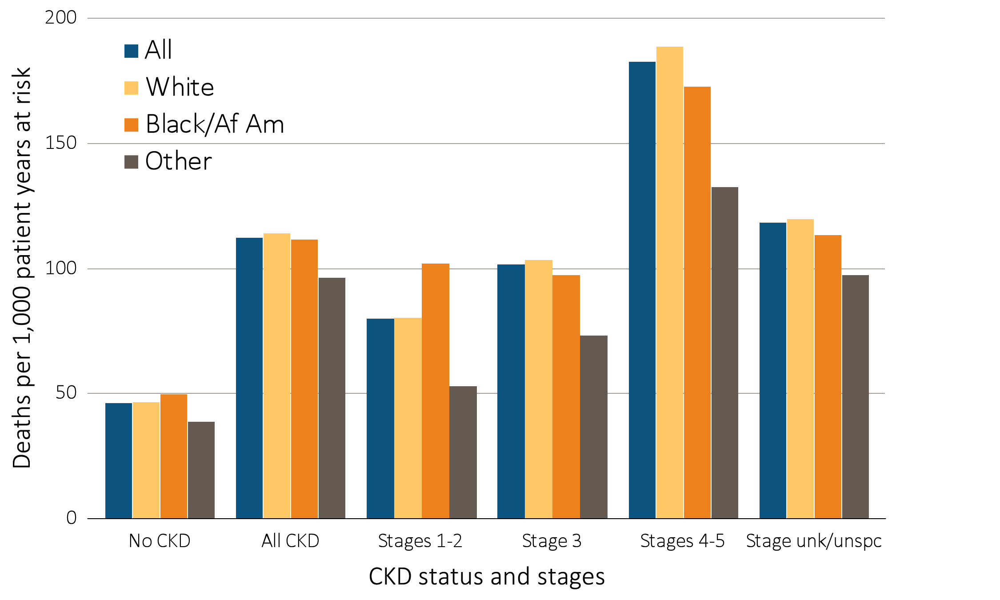 200
150
100
50
0
Deaths per 1,000 patient years at risk
All
White
Black/Af Am
Other
No CKD
All CKD
Stages 1-2
Stage 3
Stages 4-5
Stage unk/unspc
CKD status and stages